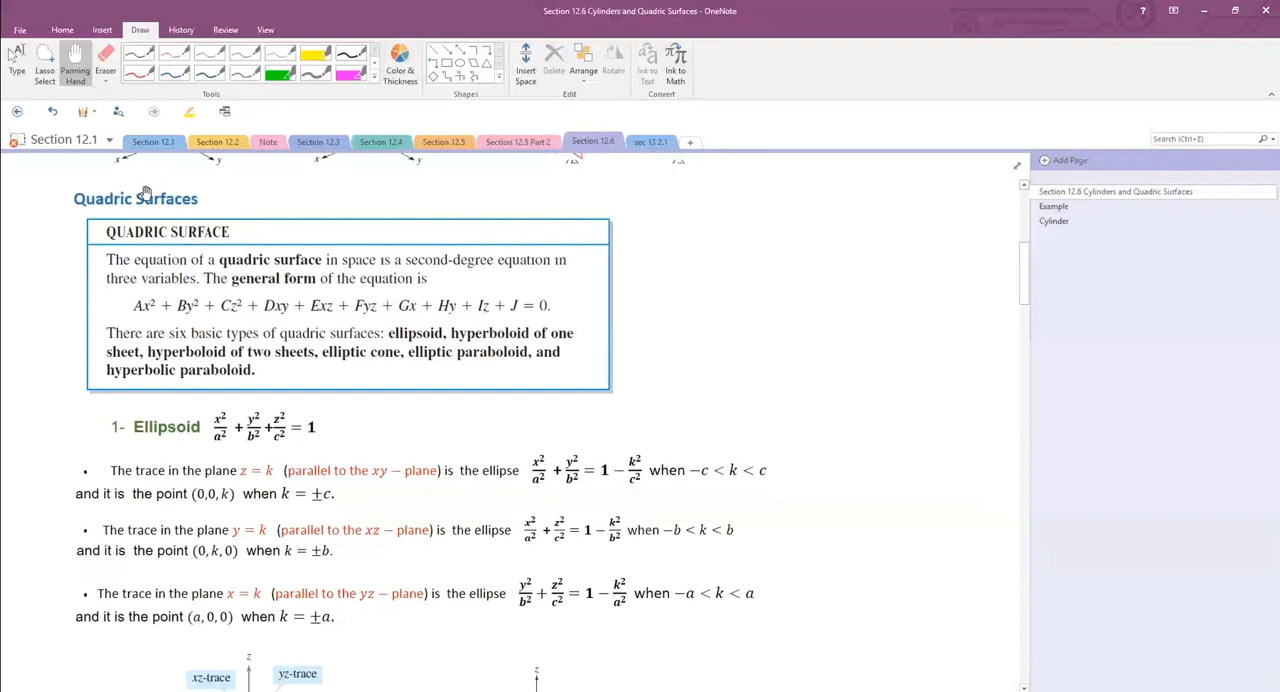 Section 12.6 Cylinders and Quadric Surfaces - OneNote
File Home Insert Draw History Review View
Type Lasso Select Panning Hand Eraser Color & Thickness Insert Space Delete Arrange Rotate Ink to Text Ink to Math
Tools Shapes Edit Convert
Section 12.1 Section 12.1 Section 12.2 Note Section 12.3 Section 12.4 Section 12.5 Section 12.5 Part 2 Section 12.6 sec 13 2.1 Search (Ctrl+E)
x y x y
Add Page
Section 12.6 Cylinders and Quadric Surfaces
Example
Cylinder
Quadric Surfaces
QUADRIC SURFACE
The equation of a quadric surface in space is a second-degree equation in
three variables. The general form of the equation is
Ax² + By² + Cz² + Dxy + Exz + Fyz + Gx + Hy + Iz + J = 0.
There are six basic types of quadric surfaces: ellipsoid, hyperboloid of one
sheet, hyperboloid of two sheets, elliptic cone, elliptic paraboloid, and
hyperbolic paraboloid.
1- Ellipsoid x²/a² + y²/b² + z²/c² = 1
• The trace in the plane z = k (parallel to the xy − plane) is the ellipse x²/a² + y²/b² = 1 − k²/c² when −c < k < c
and it is the point (0,0, k) when k = ±c.
• The trace in the plane y = k (parallel to the xz − plane) is the ellipse x²/a² + z²/c² = 1 − k²/b² when −b < k < b
and it is the point (0, k, 0) when k = ±b.
• The trace in the plane x = k (parallel to the yz − plane) is the ellipse y²/b² + z²/c² = 1 − k²/a² when −a < k < a
and it is the point (a, 0, 0) when k = ±a.
xz-trace z yz-trace z